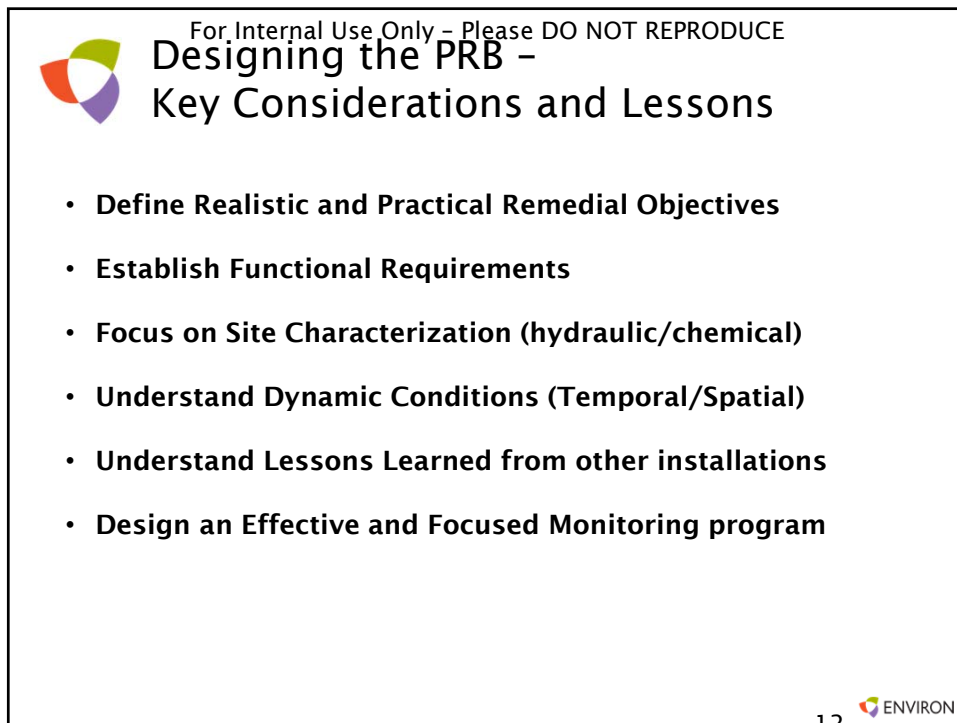 For Internal Use Only – Please DO NOT REPRODUCE
Designing the PRB –
Key Considerations and Lessons
• Define Realistic and Practical Remedial Objectives
• Establish Functional Requirements
• Focus on Site Characterization (hydraulic/chemical)
• Understand Dynamic Conditions (Temporal/Spatial)
• Understand Lessons Learned from other installations
• Design an Effective and Focused Monitoring program
ENVIRON